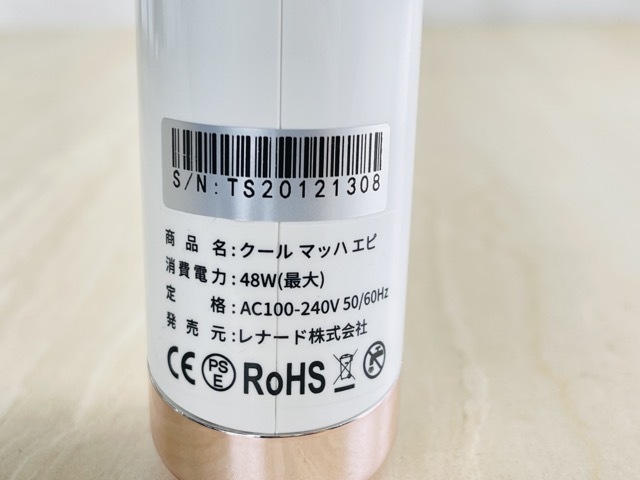 S/N: TS20121308
商品名:クール マッハ エピ
消費電力:48W(最大)
定格:AC100-240V 50/60Hz
発売元:レナード株式会社
CE PSE RoHS